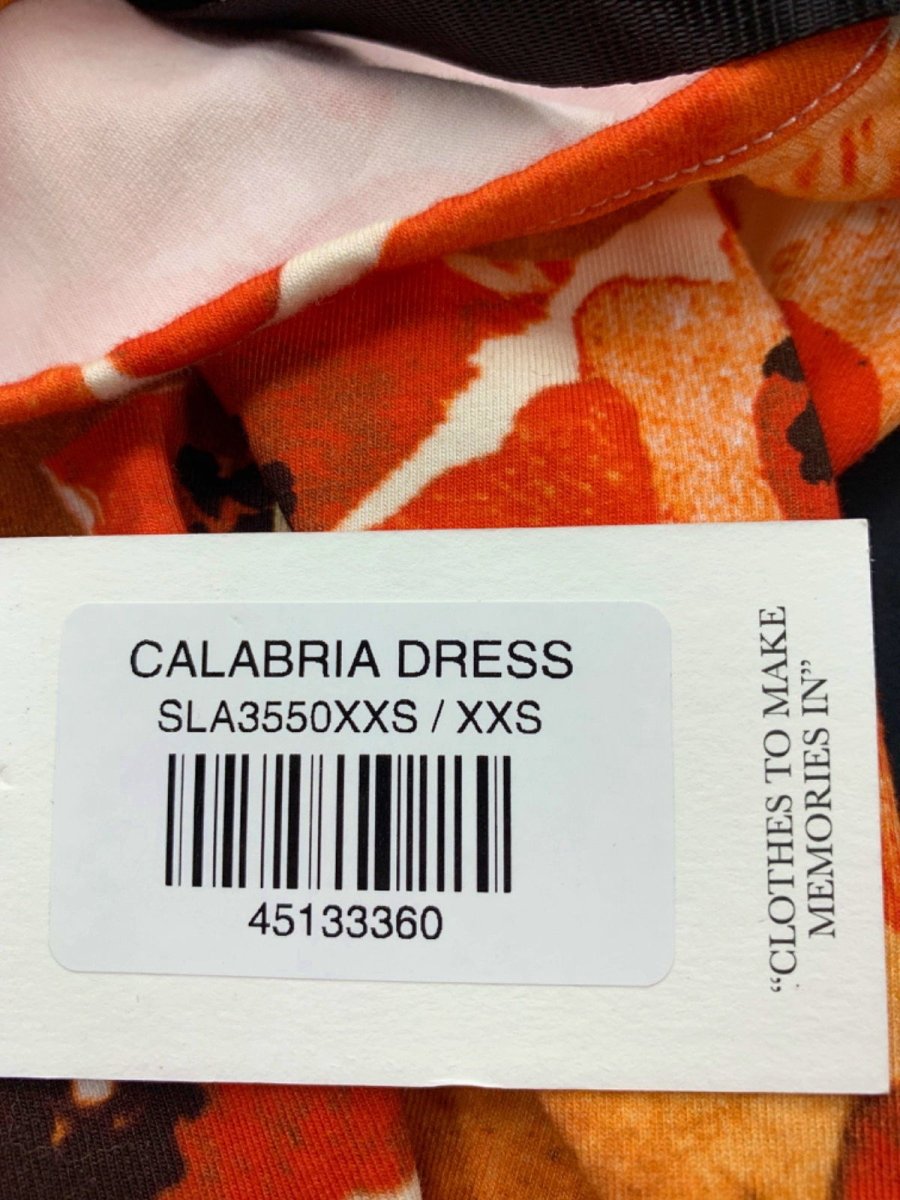 CALABRIA DRESS
SLA3550XXS / XXS
45133360
“CLOTHES TO MAKE
MEMORIES IN”